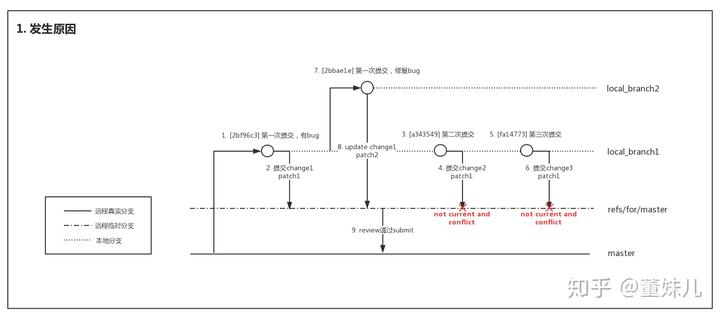 1. 发生原因
7. [2bbae1e] 第一次提交，修复bug
local_branch2
1. [2bf96c3] 第一次提交，有bug
3. [a343549] 第二次提交
5. [fa14773] 第三次提交
local_branch1
8. update change1
patch2
2. 提交change1
patch1
4. 提交change2
patch1
6. 提交change3
patch1
refs/for/master
not current and
conflict
not current and
conflict
9. review通过submit
master
远程真实分支
远程临时分支
本地分支
知乎 @董妹儿